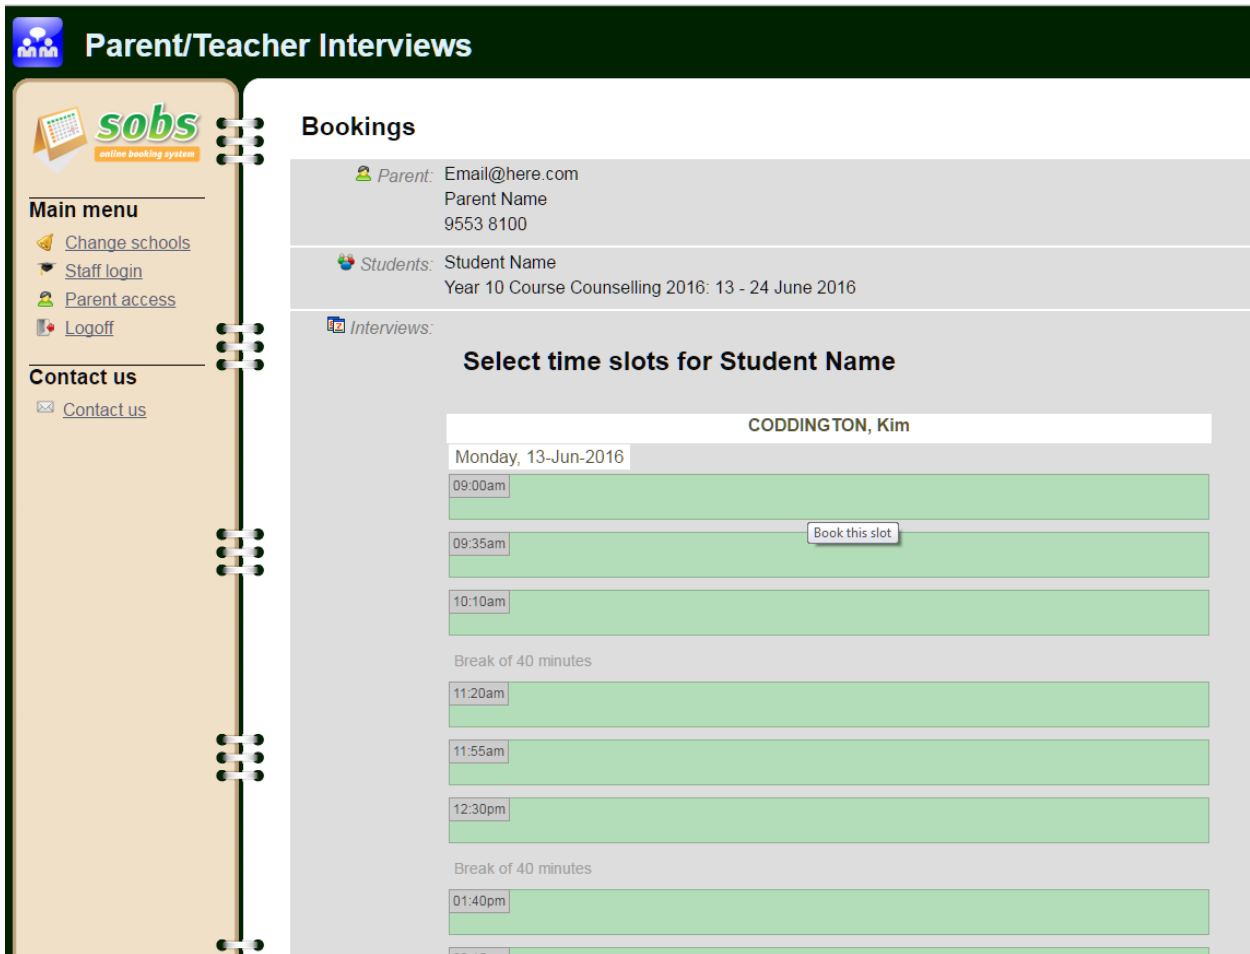 Parent/Teacher Interviews
sobs
online booking system
Main menu
Change schools
Staff login
Parent access
Logoff
Contact us
Contact us
Bookings
Parent: Email@here.com
Parent Name
9553 8100
Students: Student Name
Year 10 Course Counselling 2016: 13 - 24 June 2016
Interviews:
Select time slots for Student Name
CODDINGTON, Kim
Monday, 13-Jun-2016
09:00am
Book this slot
09:35am
10:10am
Break of 40 minutes
11:20am
11:55am
12:30pm
Break of 40 minutes
01:40pm